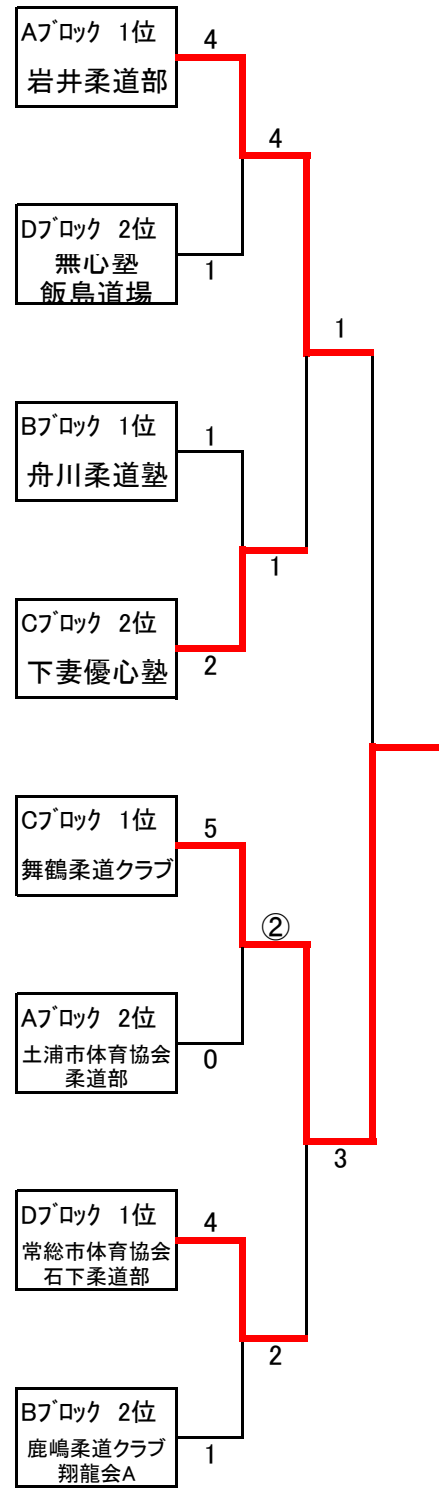 Aブロック 1位
岩井柔道部
4
4
Dブロック 2位
無心塾
飯島道場
1
1
Bブロック 1位
舟川柔道塾
1
1
Cブロック 2位
下妻優心塾
2
Cブロック 1位
舞鶴柔道クラブ
5
②
Aブロック 2位
土浦市体育協会
柔道部
0
3
Dブロック 1位
常総市体育協会
石下柔道部
4
2
Bブロック 2位
鹿嶋柔道クラブ
翔龍会A
1